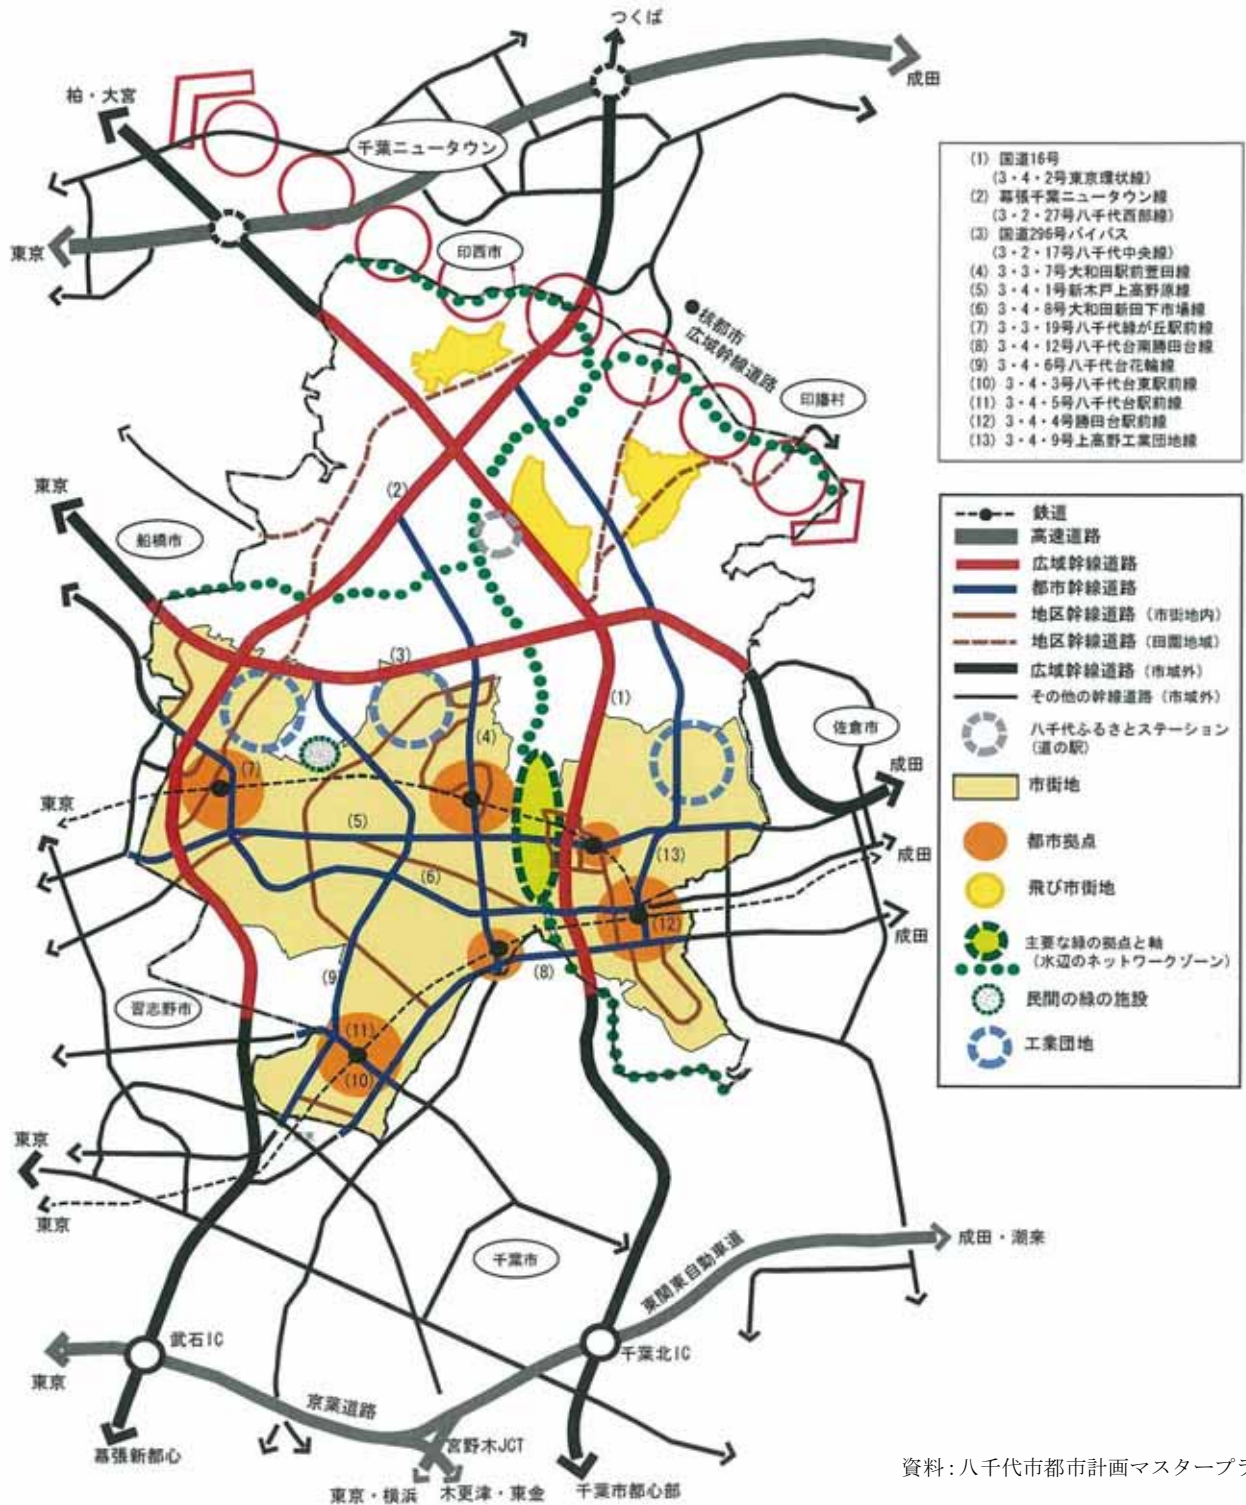 つくば
成田
柏・大宮
千葉ニュータウン
東京
印西市
核都市
広域幹線道路
印旛村
(1) 国道16号
(3・4・2号東京環状線)
(2) 幕張千葉ニュータウン線
(3・2・27号八千代西部線)
(3) 国道296号バイパス
(3・2・17号八千代中央線)
(4) 3・3・7号大和田駅前萱田線
(5) 3・4・1号新木戸上高野原線
(6) 3・4・8号大和田新田下市場線
(7) 3・3・19号八千代緑が丘駅前線
(8) 3・4・12号八千代台南勝田台線
(9) 3・4・6号八千代台花輪線
(10) 3・4・3号八千代台東駅前線
(11) 3・4・5号八千代台駅前線
(12) 3・4・4号勝田台駅前線
(13) 3・4・9号上高野工業団地線
東京
船橋市
(2)
鉄道
高速道路
広域幹線道路
都市幹線道路
地区幹線道路(市街地内)
地区幹線道路(田園地域)
広域幹線道路(市域外)
その他の幹線道路(市域外)
八千代ふるさとステーション
(道の駅)
市街地
都市拠点
飛び市街地
主要な緑の拠点と軸
(水辺のネットワークゾーン)
民間の緑の施設
工業団地
(3)
(1)
(4)
佐倉市
成田
(7)
東京
(5)
(13)
成田
(6)
(12)
成田
(8)
(9)
習志野市
(11)
(10)
東京
東京
千葉市
成田・潮来
東関東自動車道
武石IC
千葉北IC
東京
京葉道路
宮野木JCT
幕張新都心
東京・横浜
木更津・東金
千葉市都心部
資料:八千代市都市計画マスタープラ